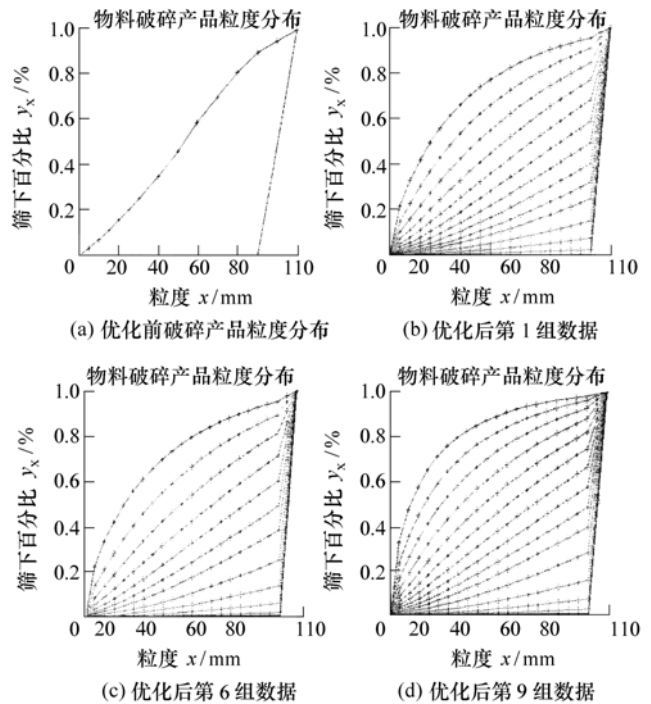 物料破碎产品粒度分布
1.0
0.8
0.6
0.4
0.2
0 20 40 60 80 110
筛下百分比 yx/%
粒度 x/mm
(a) 优化前破碎产品粒度分布
物料破碎产品粒度分布
1.0
0.8
0.6
0.4
0.2
0 20 40 60 80 110
筛下百分比 yx/%
粒度 x/mm
(b) 优化后第 1 组数据
物料破碎产品粒度分布
1.0
0.8
0.6
0.4
0.2
0 20 40 60 80 110
筛下百分比 yx/%
粒度 x/mm
(c) 优化后第 6 组数据
物料破碎产品粒度分布
1.0
0.8
0.6
0.4
0.2
0 20 40 60 80 110
筛下百分比 yx/%
粒度 x/mm
(d) 优化后第 9 组数据